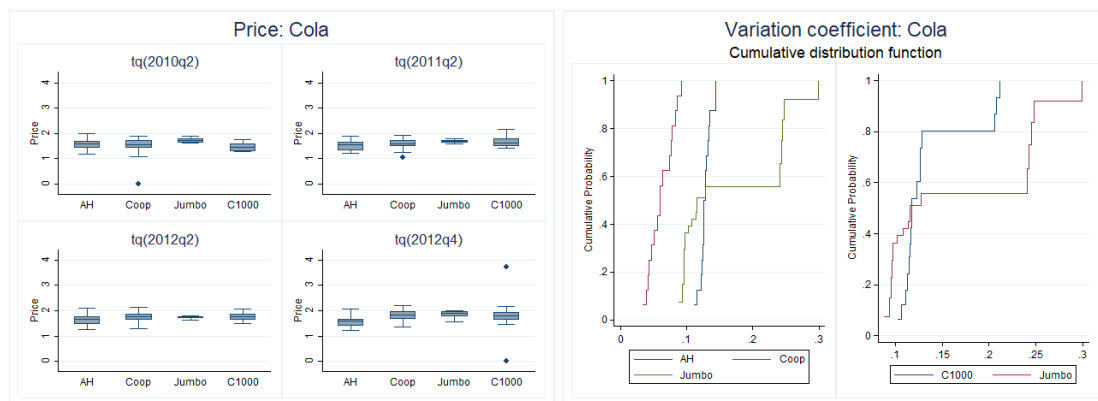 Price: Cola
tq(2010q2)
Price
0 1 2 3 4
AH Coop Jumbo C1000
tq(2011q2)
Price
0 1 2 3 4
AH Coop Jumbo C1000
tq(2012q2)
Price
0 1 2 3 4
AH Coop Jumbo C1000
tq(2012q4)
Price
0 1 2 3 4
AH Coop Jumbo C1000
Variation coefficient: Cola
Cumulative distribution function
Cumulative Probability
0 .2 .4 .6 .8 1
0 .1 .2 .3
AH Coop
Jumbo
Cumulative Probability
0 .2 .4 .6 .8 1
.1 .15 .2 .25 .3
C1000 Jumbo